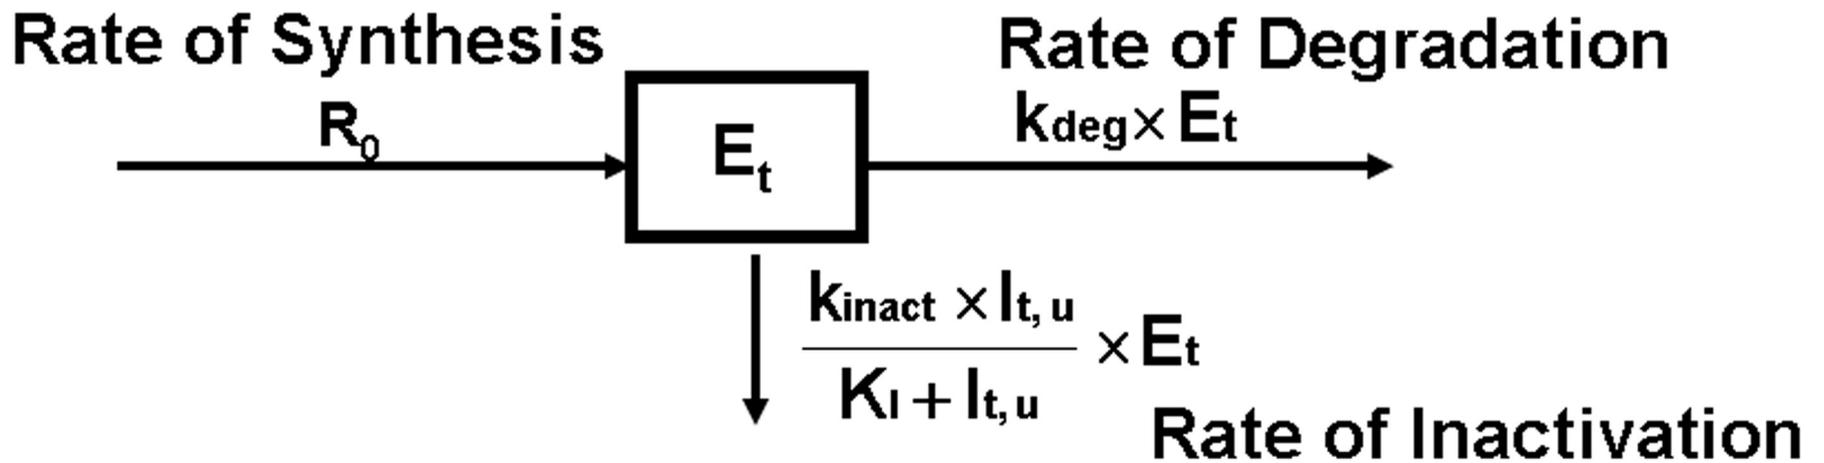 Rate of Synthesis
R₀
Eₜ
Rate of Degradation
kdeg × Et
kinact × It, u
KI + It, u
× Et
Rate of Inactivation